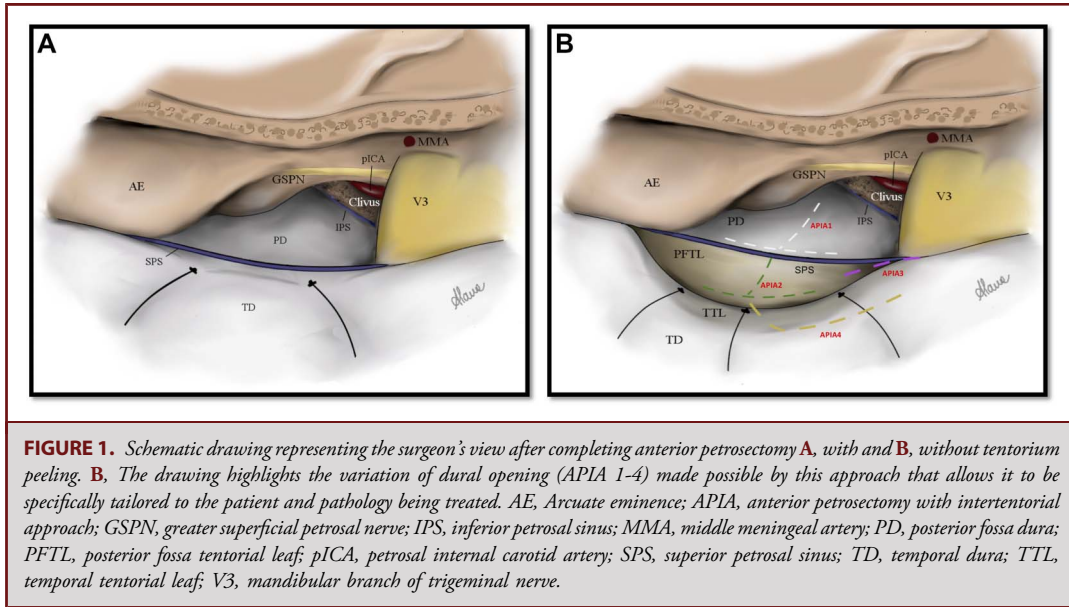 A
MMA
pICA
GSPN
AE
Clivus
V3
IPS
PD
SPS
TD
Alaue
B
MMA
pICA
GSPN
AE
Clivus
V3
IPS
PD
APIA1
PFTL
SPS
APIA3
APIA2
TTL
TD
APIA4
Alaue
FIGURE 1. Schematic drawing representing the surgeon's view after completing anterior petrosectomy A, with and B, without tentorium
peeling. B, The drawing highlights the variation of dural opening (APIA 1-4) made possible by this approach that allows it to be
specifically tailored to the patient and pathology being treated. AE, Arcuate eminence; APIA, anterior petrosectomy with intertentorial
approach; GSPN, greater superficial petrosal nerve; IPS, inferior petrosal sinus; MMA, middle meningeal artery; PD, posterior fossa dura;
PFTL, posterior fossa tentorial leaf; pICA, petrosal internal carotid artery; SPS, superior petrosal sinus; TD, temporal dura; TTL,
temporal tentorial leaf; V3, mandibular branch of trigeminal nerve.